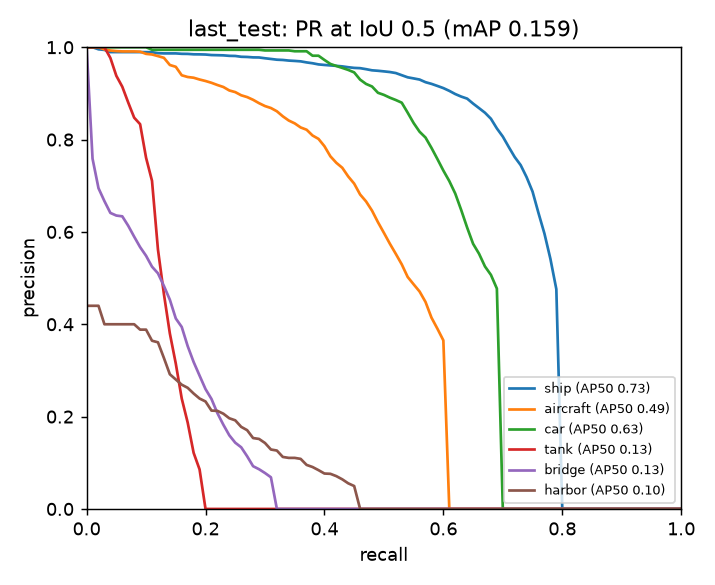 last_test: PR at IoU 0.5 (mAP 0.159)
precision
1.0
0.8
0.6
0.4
0.2
0.0
ship (AP50 0.73)
aircraft (AP50 0.49)
car (AP50 0.63)
tank (AP50 0.13)
bridge (AP50 0.13)
harbor (AP50 0.10)
0.0 0.2 0.4 0.6 0.8 1.0
recall